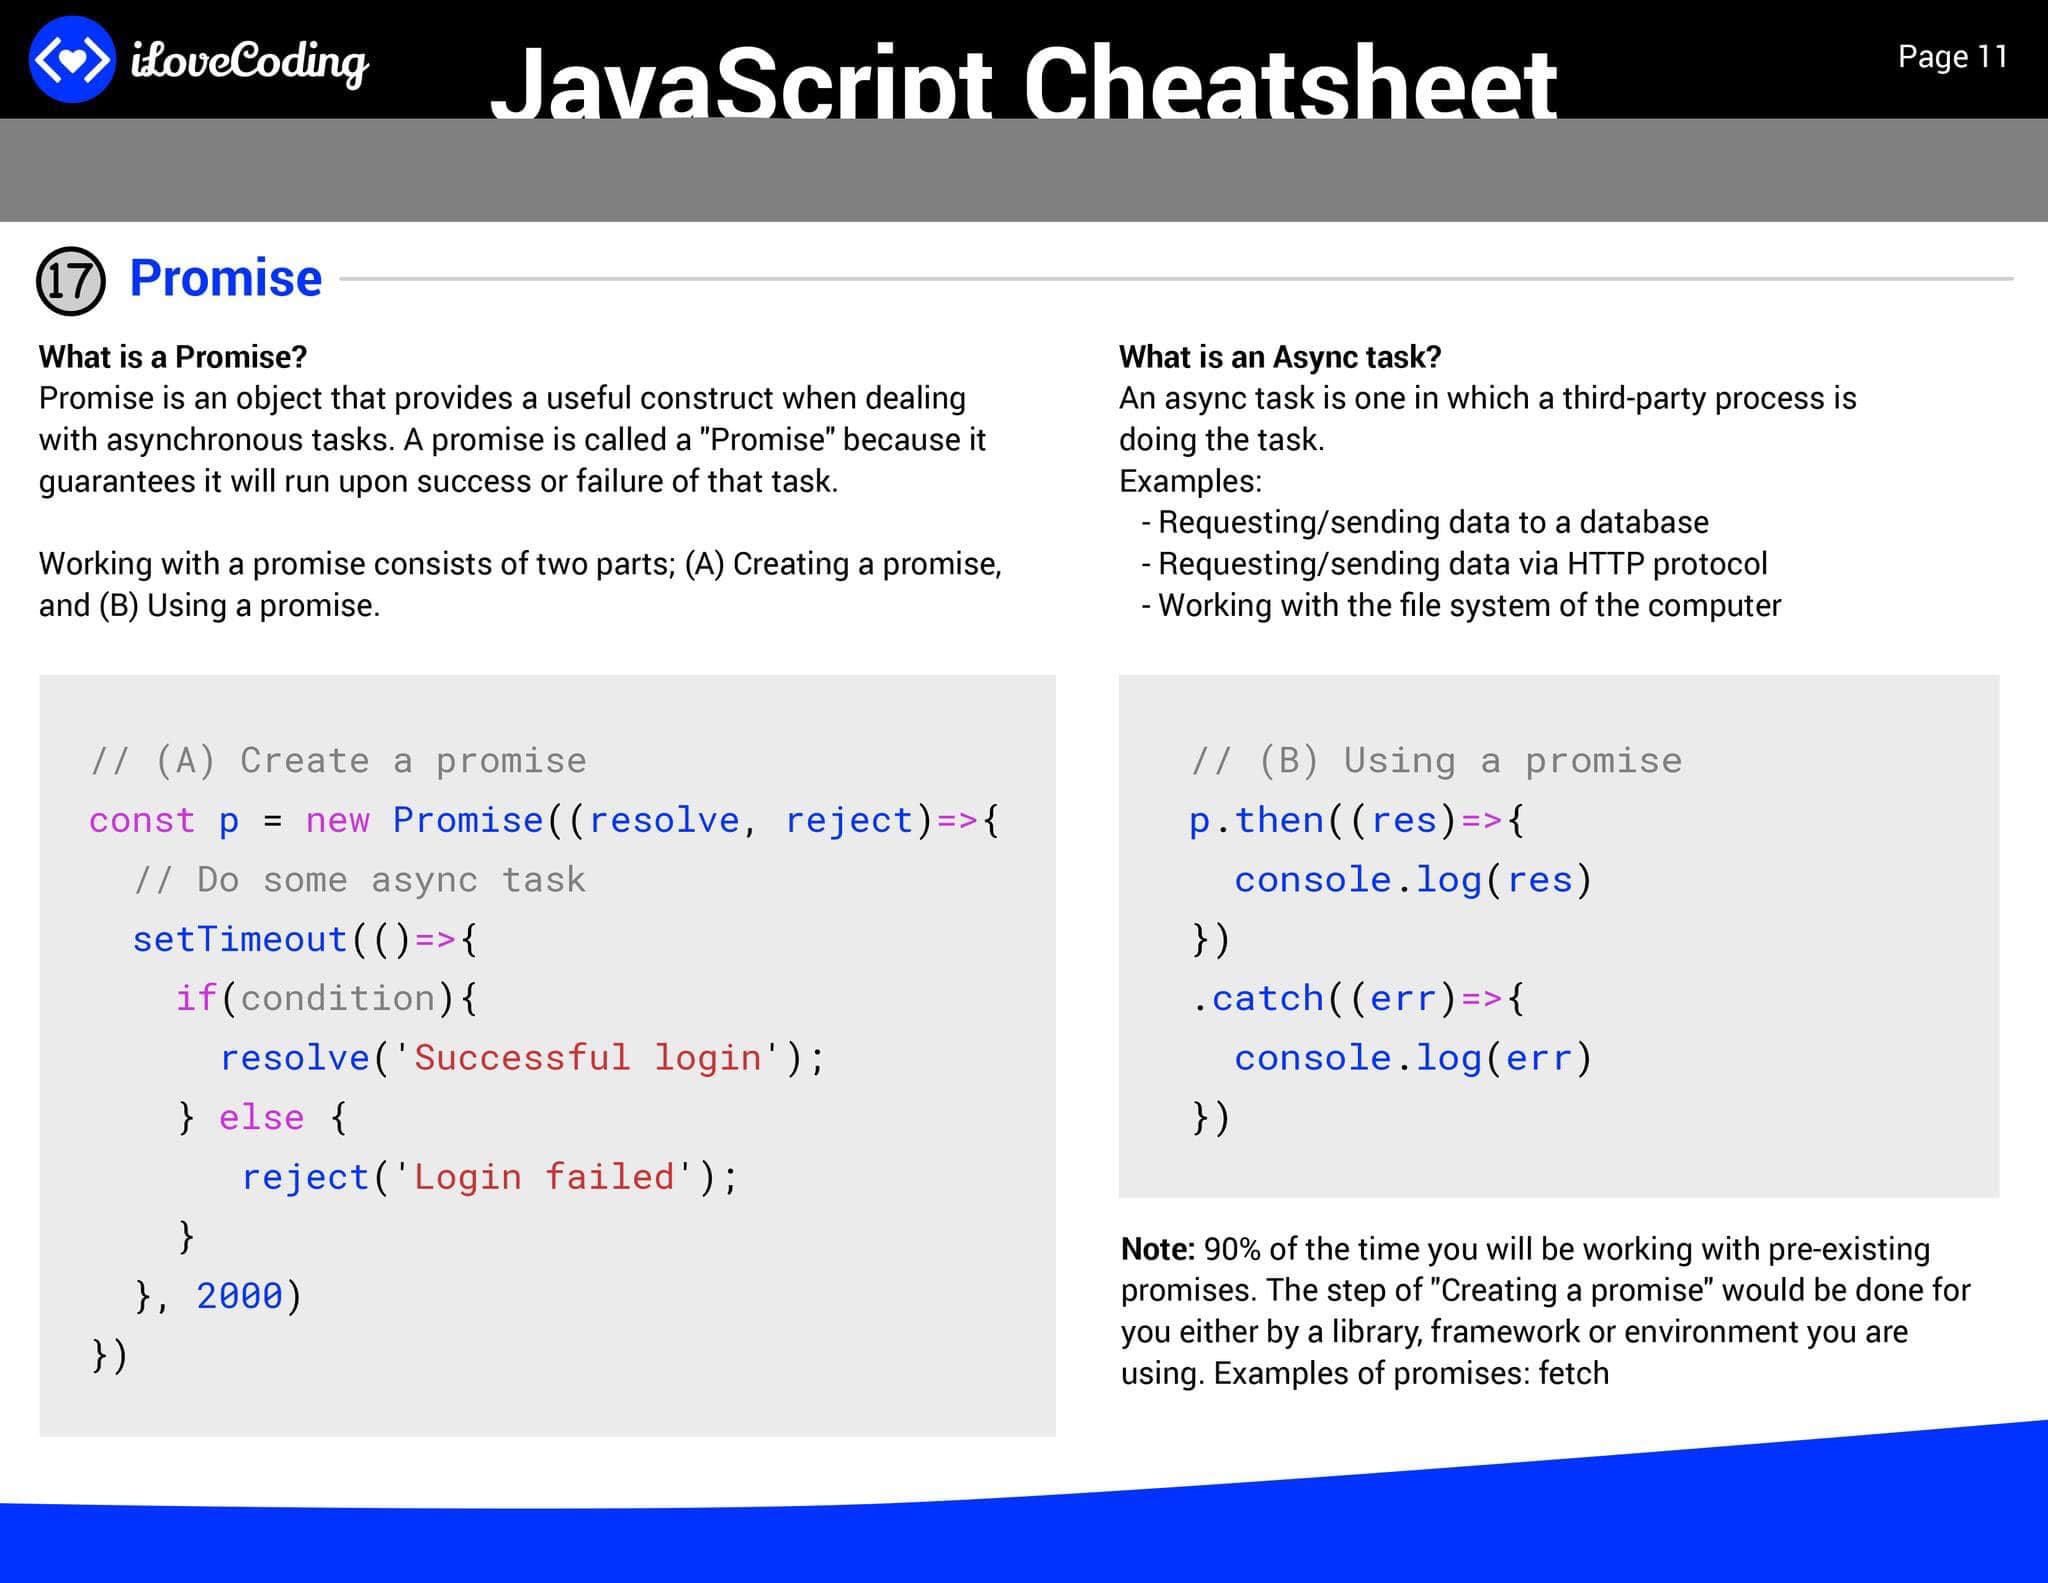 iLoveCoding
JavaScript Cheatsheet
Page 11
17 Promise
What is a Promise?
Promise is an object that provides a useful construct when dealing
with asynchronous tasks. A promise is called a "Promise" because it
guarantees it will run upon success or failure of that task.
Working with a promise consists of two parts; (A) Creating a promise,
and (B) Using a promise.
// (A) Create a promise
const p = new Promise((resolve, reject)=>{
// Do some async task
setTimeout(()=>{
if(condition){
resolve('Successful login');
} else {
reject('Login failed');
}
}, 2000)
})
What is an Async task?
An async task is one in which a third-party process is
doing the task.
Examples:
- Requesting/sending data to a database
- Requesting/sending data via HTTP protocol
- Working with the file system of the computer
// (B) Using a promise
p.then((res)=>{
console.log(res)
})
.catch((err)=>{
console.log(err)
})
Note: 90% of the time you will be working with pre-existing
promises. The step of "Creating a promise" would be done for
you either by a library, framework or environment you are
using. Examples of promises: fetch